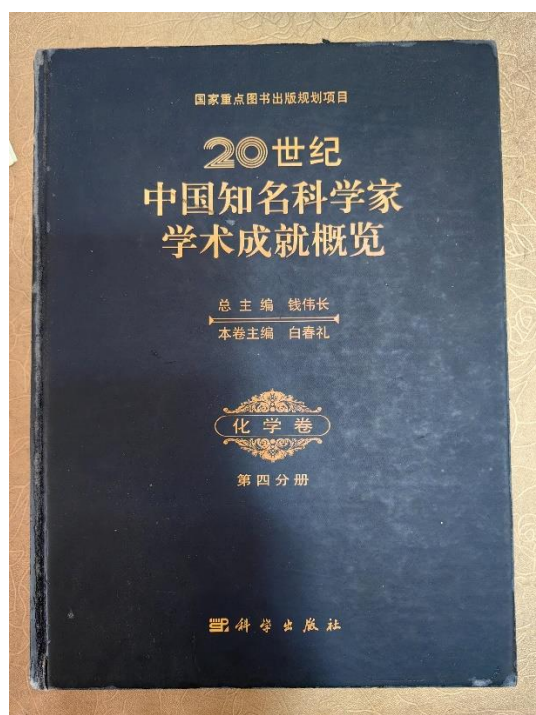 国家重点图书出版规划项目
20世纪
中国知名科学家
学术成就概览
总主编 钱伟长
本卷主编 白春礼
化学卷
第四分册
科学出版社